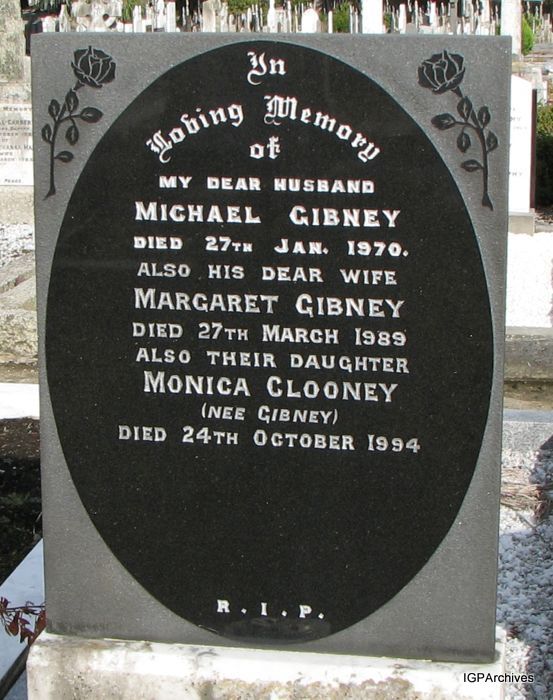 In
Loving Memory
of
MY DEAR HUSBAND
MICHAEL GIBNEY
DIED 27TH JAN. 1970.
ALSO HIS DEAR WIFE
MARGARET GIBNEY
DIED 27TH MARCH 1989
ALSO THEIR DAUGHTER
MONICA CLOONEY
(NEE GIBNEY)
DIED 24TH OCTOBER 1994
R. I. P.
IGPArchives